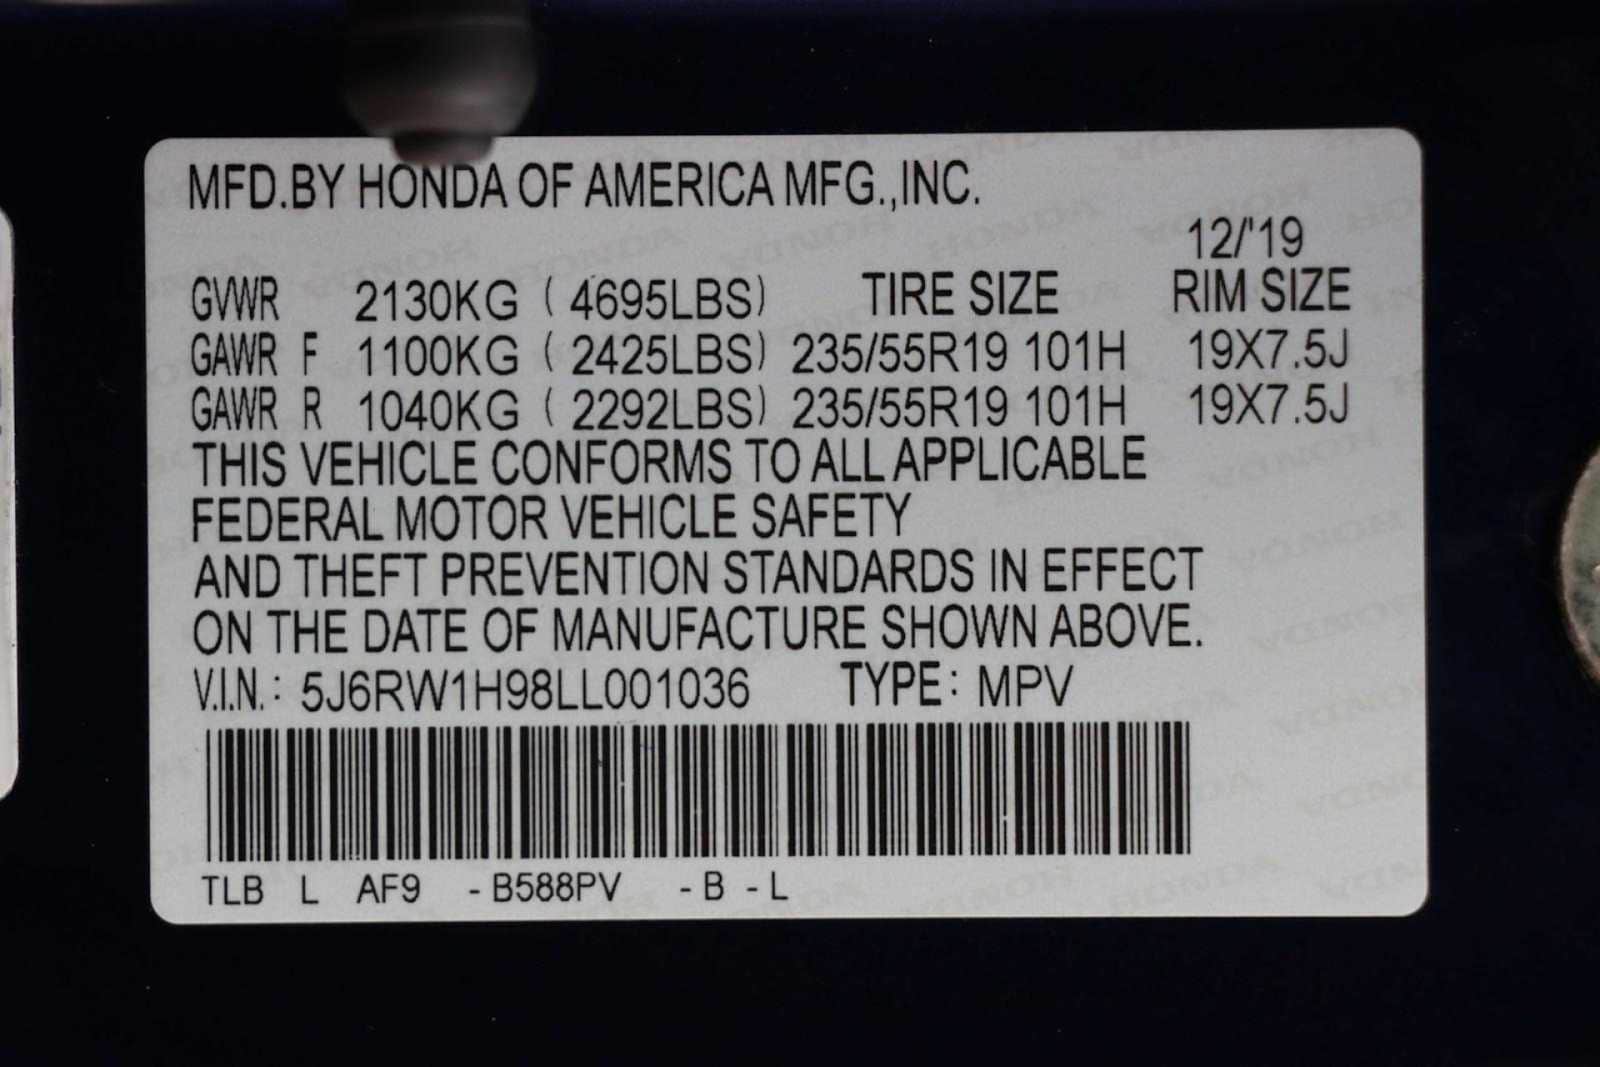 MFD.BY HONDA OF AMERICA MFG.,INC.
12/'19
GVWR 2130KG ( 4695LBS) TIRE SIZE RIM SIZE
GAWR F 1100KG ( 2425LBS) 235/55R19 101H 19X7.5J
GAWR R 1040KG ( 2292LBS) 235/55R19 101H 19X7.5J
THIS VEHICLE CONFORMS TO ALL APPLICABLE
FEDERAL MOTOR VEHICLE SAFETY
AND THEFT PREVENTION STANDARDS IN EFFECT
ON THE DATE OF MANUFACTURE SHOWN ABOVE.
V.I.N.: 5J6RW1H98LL001036 TYPE: MPV
TLB L AF9 -B588PV -B -L